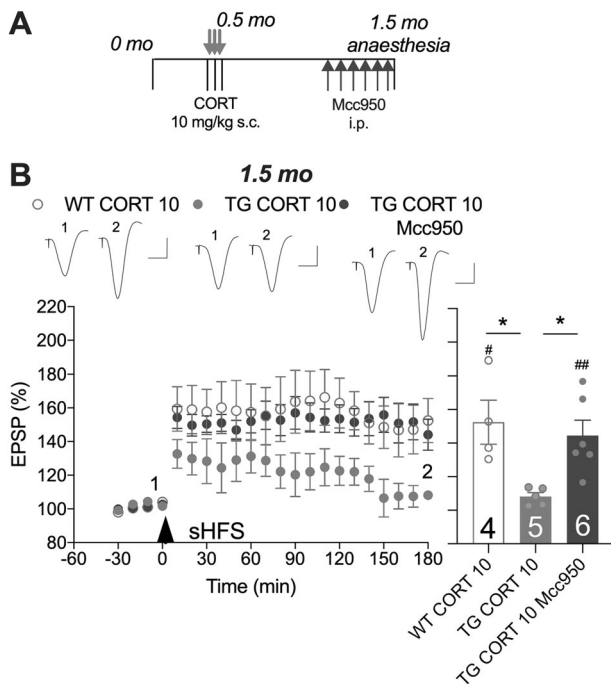 A
0 mo
0.5 mo
1.5 mo
anaesthesia
CORT
10 mg/kg s.c.
Mcc950
i.p.
B
1.5 mo
WT CORT 10
TG CORT 10
TG CORT 10
Mcc950
1
2
1
2
1
2
EPSP (%)
220
200
180
160
140
120
100
80
1
2
sHFS
-60
-30
0
30
60
90
120
150
180
Time (min)
*
*
#
##
4
5
6
WT CORT 10
TG CORT 10
TG CORT 10 Mcc950